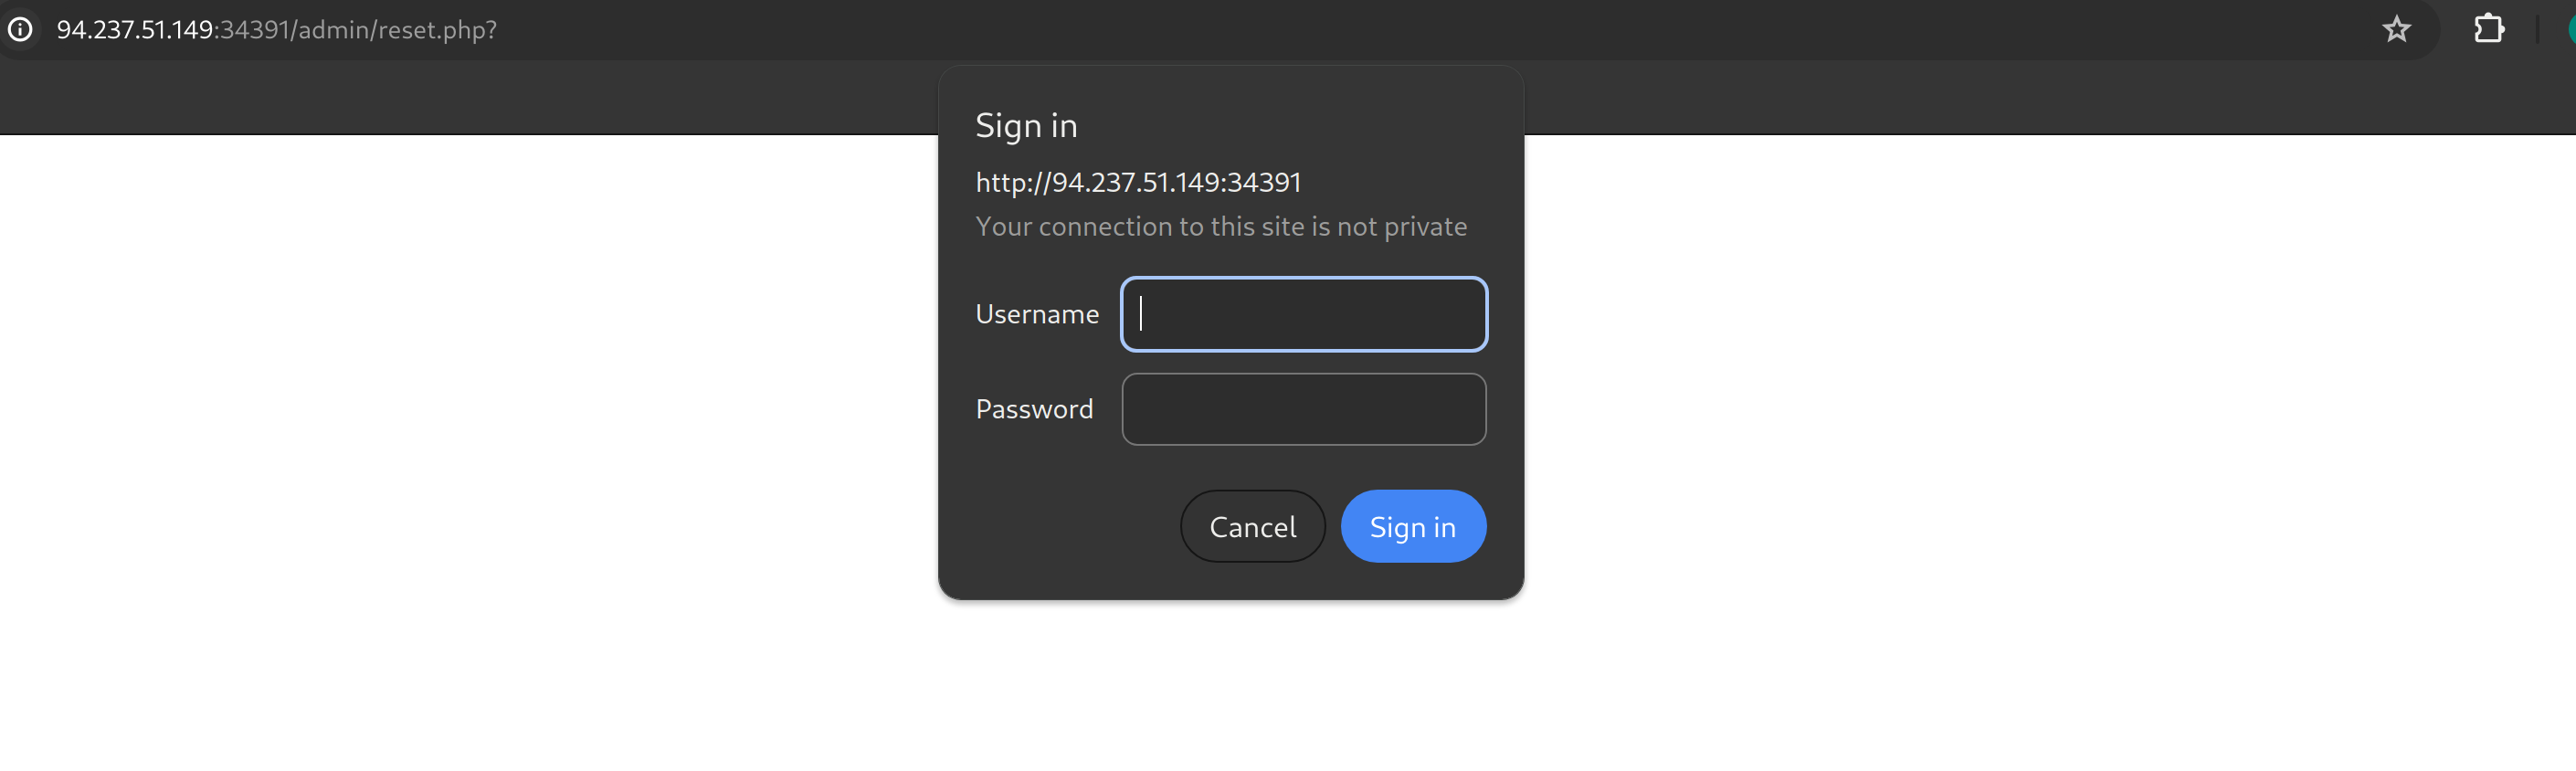 94.237.51.149:34391/admin/reset.php?
Sign in
http://94.237.51.149:34391
Your connection to this site is not private
Username
Password
Cancel
Sign in